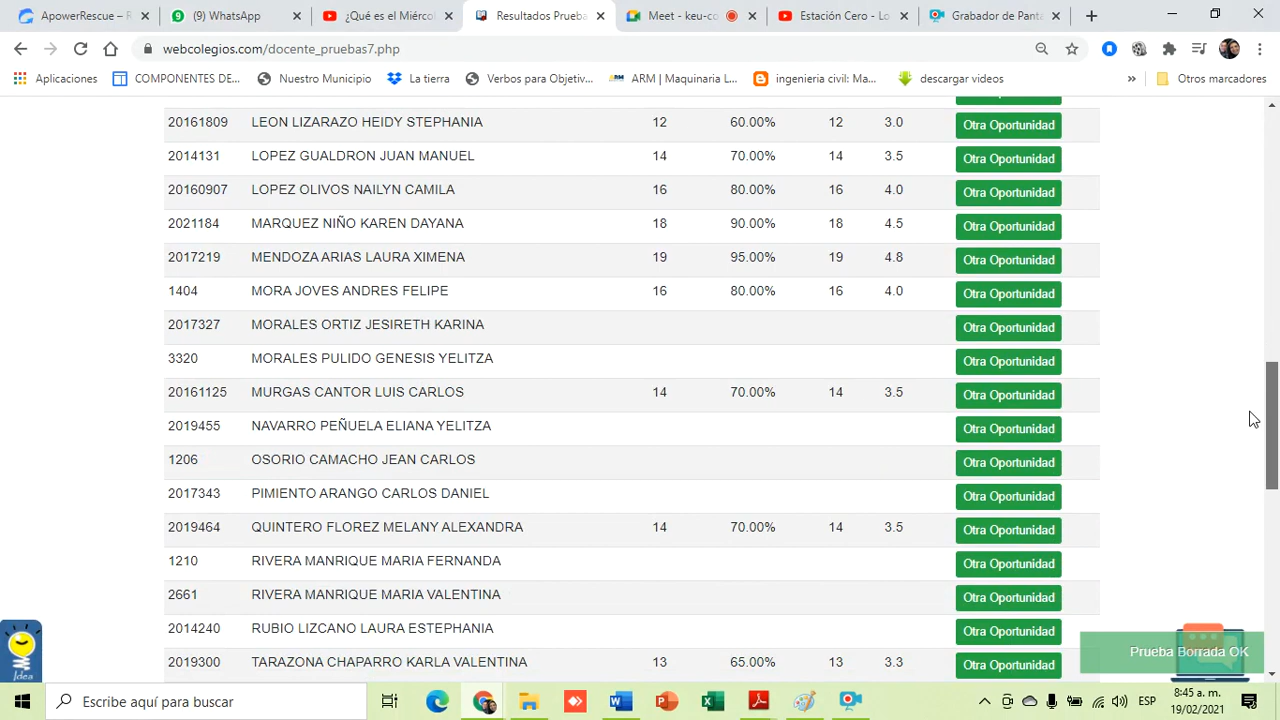 ApowerRescue - R
(9) WhatsApp
¿Qué es el Miércol
Resultados Prueba
Meet - keu-co
Estación Cero - Lo
Grabador de Panta
webcolegios.com/docente_pruebas7.php
Aplicaciones
COMPONENTES DE...
Nuestro Municipio
La tierra
Verbos para Objetiv...
ARM | Maquinaria L...
ingenieria civil: Ma...
descargar videos
»
Otros marcadores
20161809 LEON LIZARAZO HEIDY STEPHANIA 12 60.00% 12 3.0 Otra Oportunidad
2014131 LOPEZ GUALDRON JUAN MANUEL 14 70.00% 14 3.5 Otra Oportunidad
20160907 LOPEZ OLIVOS NAILYN CAMILA 16 80.00% 16 4.0 Otra Oportunidad
2021184 MARQUEZ NIÑO KAREN DAYANA 18 90.00% 18 4.5 Otra Oportunidad
2017219 MENDOZA ARIAS LAURA XIMENA 19 95.00% 19 4.8 Otra Oportunidad
1404 MORA JOVES ANDRES FELIPE 16 80.00% 16 4.0 Otra Oportunidad
2017327 MORALES ORTIZ JESIRETH KARINA Otra Oportunidad
3320 MORALES PULIDO GENESIS YELITZA Otra Oportunidad
20161125 MURGAS CANTOR LUIS CARLOS 14 70.00% 14 3.5 Otra Oportunidad
2019455 NAVARRO PEÑUELA ELIANA YELITZA Otra Oportunidad
1206 OSORIO CAMACHO JEAN CARLOS Otra Oportunidad
2017343 PIMIENTO ARANGO CARLOS DANIEL Otra Oportunidad
2019464 QUINTERO FLOREZ MELANY ALEXANDRA 14 70.00% 14 3.5 Otra Oportunidad
1210 RIVERA MANRIQUE MARIA FERNANDA Otra Oportunidad
2661 RIVERA MANRIQUE MARIA VALENTINA Otra Oportunidad
2014240 RUBIO LIZCANO LAURA ESTEPHANIA Otra Oportunidad
2019300 TARAZONA CHATARRO KARLA VALENTINA 13 65.00% 13 3.3 Otra Oportunidad
Prueba Borrada OK
Idea
Escribe aquí para buscar
ESP
8:45 a. m.
19/02/2021